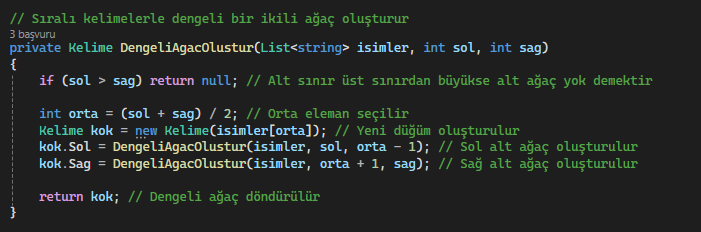 // Sıralı kelimelerle dengeli bir ikili ağaç oluşturur
3 başvuru
private Kelime DengeliAgacOlustur(List<string> isimler, int sol, int sag)
{
if (sol > sag) return null; // Alt sınır üst sınırdan büyükse alt ağaç yok demektir
int orta = (sol + sag) / 2; // Orta eleman seçilir
Kelime kok = new Kelime(isimler[orta]); // Yeni düğüm oluşturulur
kok.Sol = DengeliAgacOlustur(isimler, sol, orta - 1); // Sol alt ağaç oluşturulur
kok.Sag = DengeliAgacOlustur(isimler, orta + 1, sag); // Sağ alt ağaç oluşturulur
return kok; // Dengeli ağaç döndürülür
}